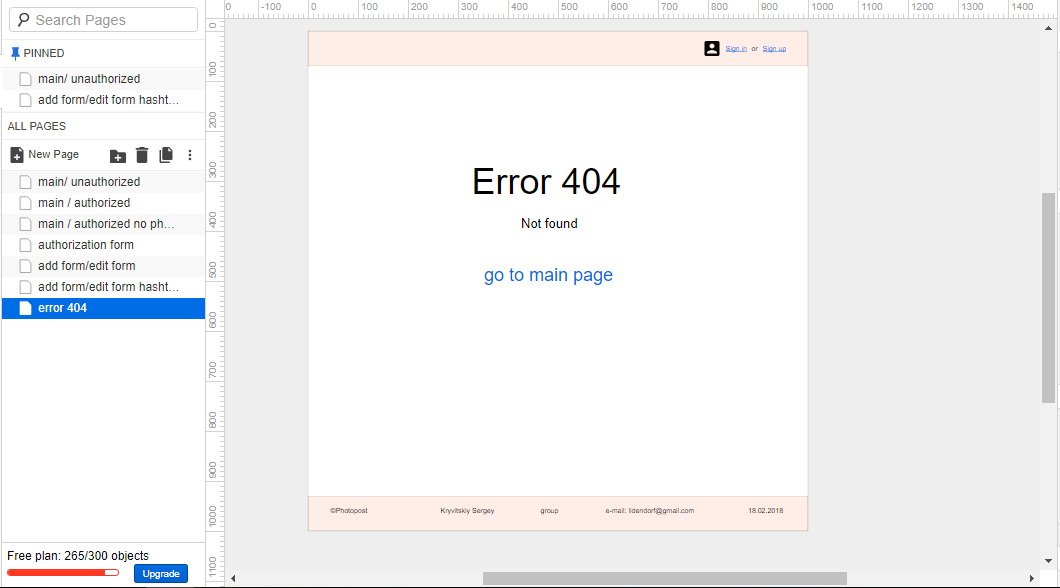 Search Pages
PINNED
main/ unauthorized
add form/edit form hasht...
ALL PAGES
New Page
main/ unauthorized
main / authorized
main / authorized no ph...
authorization form
add form/edit form
add form/edit form hasht...
error 404
Free plan: 265/300 objects
Upgrade
0 -100 0 100 200 300 400 500 600 700 800 900 1000 1100 1200 1300 1400
0
100
200
300
400
500
600
700
800
900
1000
1100
Sign in or Sign up
Error 404
Not found
go to main page
©Photopost Kryvitskiy Sergey group e-mail: lidendorf@gmail.com 18.02.2018